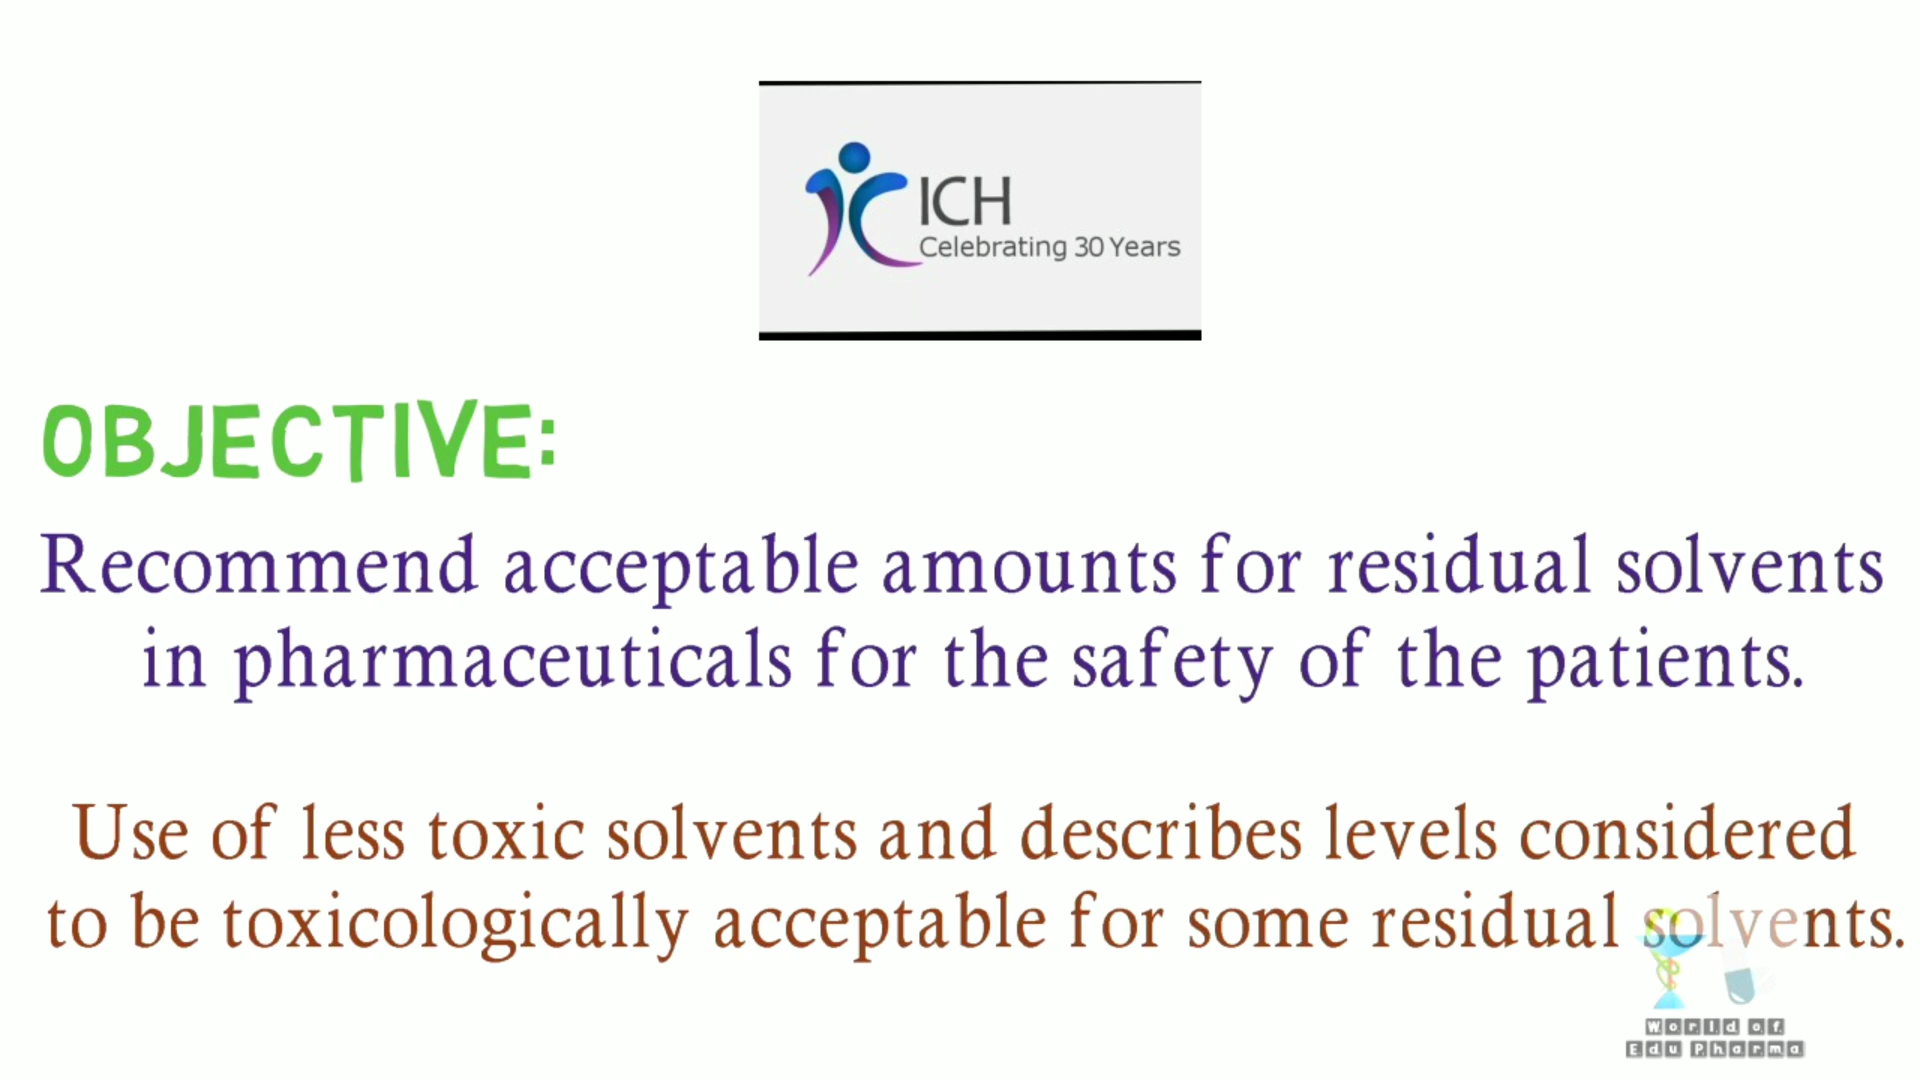 ICH
Celebrating 30 Years
OBJECTIVE:
Recommend acceptable amounts for residual solvents
in pharmaceuticals for the safety of the patients.
Use of less toxic solvents and describes levels considered
to be toxicologically acceptable for some residual solvents.
World of
Edu Pharma